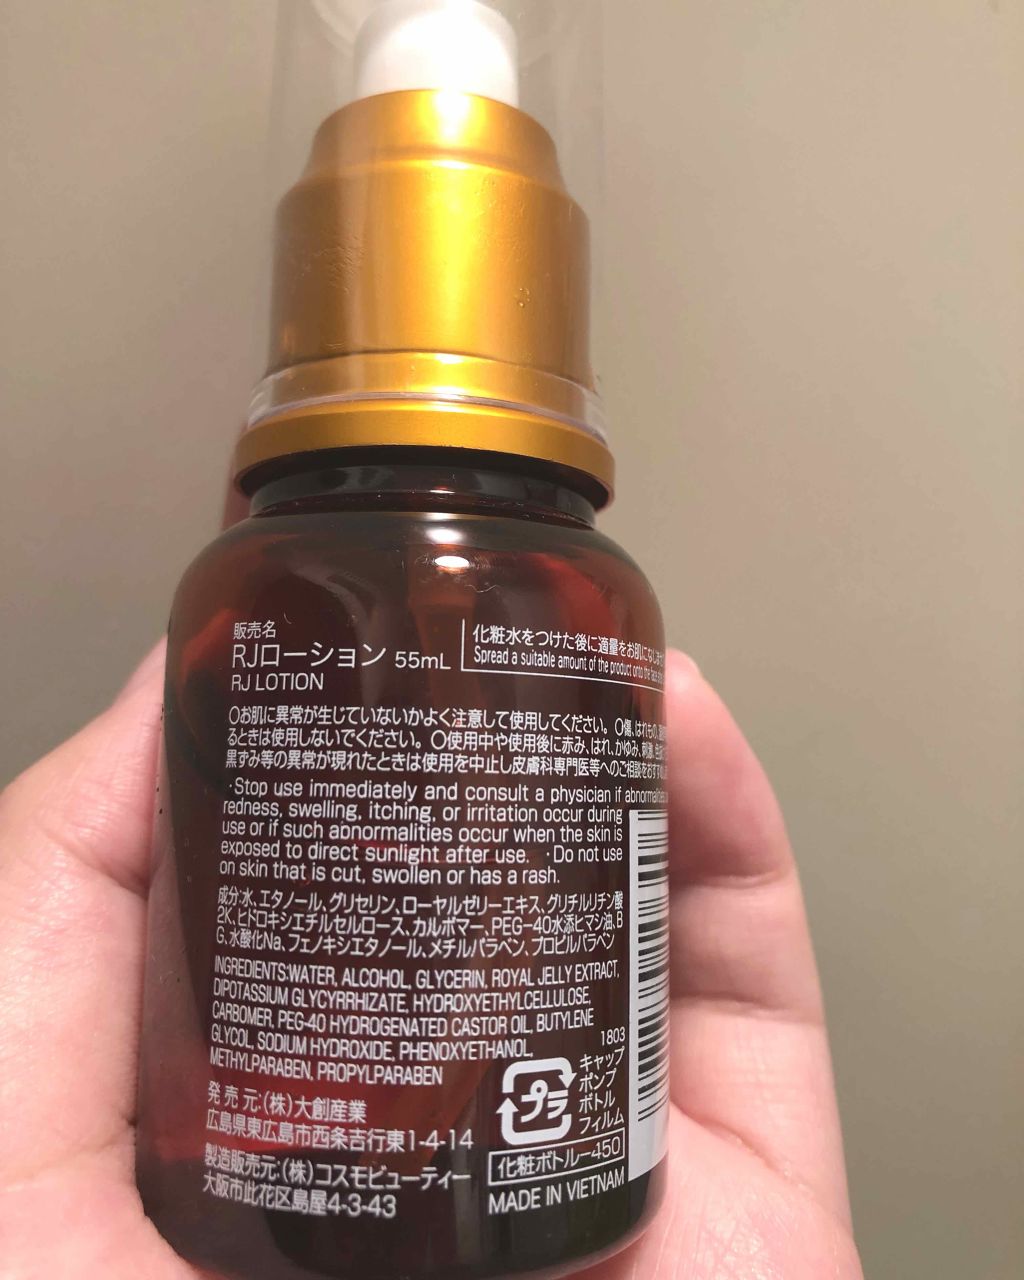 販売名
RJローション 55mL
RJ LOTION
化粧水をつけた後に適量をお肌になじませ
Spread a suitable amount of the product onto the face
〇お肌に異常が生じていないかよく注意して使用してください。〇傷、はれもの、
るときは使用しないでください。〇使用中や使用後に赤み、はれ、かゆみ、刺激、
黒ずみ等の異常が現れたときは使用を中止し皮膚科専門医等へのご相談をおすすめ
·Stop use immediately and consult a physician if abnormalities
redness, swelling, itching, or irritation occur during
use or if such abnormalities occur when the skin is
exposed to direct sunlight after use. ·Do not use
on skin that is cut, swollen or has a rash.
成分:水、エタノール、グリセリン、ローヤルゼリーエキス、グリチルリチン酸
2K、ヒドロキシエチルセルロース、カルボマー、PEG-40水添ヒマシ油、B
G、水酸化Na、フェノキシエタノール、メチルパラベン、プロピルパラベン
INGREDIENTS:WATER, ALCOHOL, GLYCERIN, ROYAL JELLY EXTRACT,
DIPOTASSIUM GLYCYRRHIZATE, HYDROXYETHYLCELLULOSE,
CARBOMER, PEG-40 HYDROGENATED CASTOR OIL, BUTYLENE
GLYCOL, SODIUM HYDROXIDE, PHENOXYETHANOL,
METHYLPARABEN, PROPYLPARABEN
発売元:(株)大創産業
広島県東広島市西条吉行東1-4-14
製造販売元:(株)コスモビューティー
大阪市此花区島屋4-3-43
1803
プラ
キャップ
ポンプ
ボトル
フィルム
化粧ボトルー450
MADE IN VIETNAM